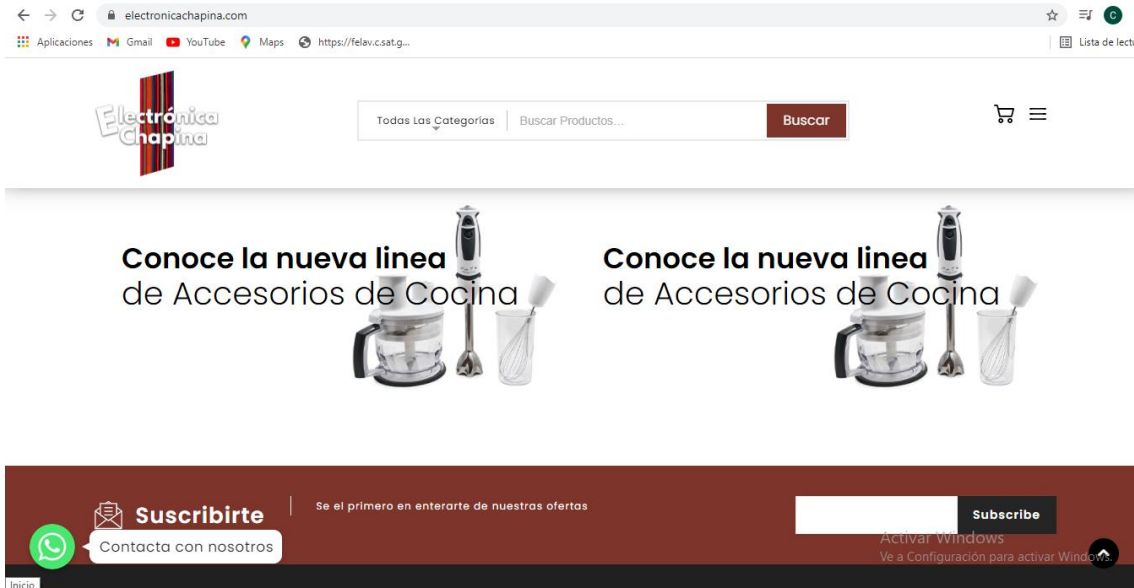 electronicachapina.com
C
Aplicaciones
Gmail
YouTube
Maps
https://felav.c.sat.g...
Lista de lectu
Electrónica
Chapina
Todas Las Categorías
Buscar Productos...
Buscar
Conoce la nueva linea
de Accesorios de Cocina
Conoce la nueva linea
de Accesorios de Cocina
Suscribirte
Se el primero en enterarte de nuestras ofertas
Subscribe
Contacta con nosotros
Activar Windows
Ve a Configuración para activar Windows.
Inicio